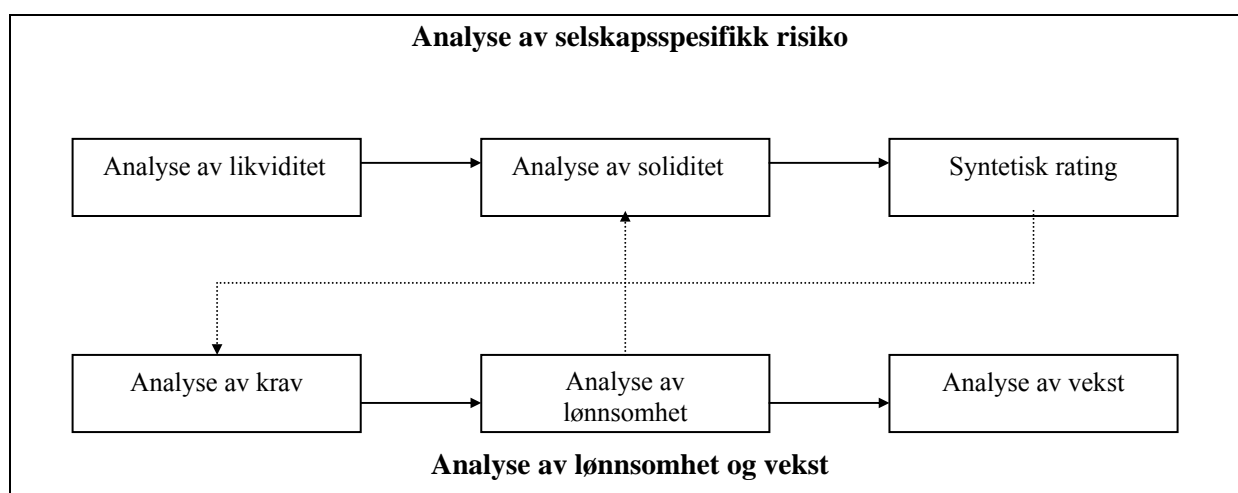 Analyse av selskapsspesifikk risiko
Analyse av likviditet
Analyse av soliditet
Syntetisk rating
Analyse av krav
Analyse av
lønnsomhet
Analyse av vekst
Analyse av lønnsomhet og vekst